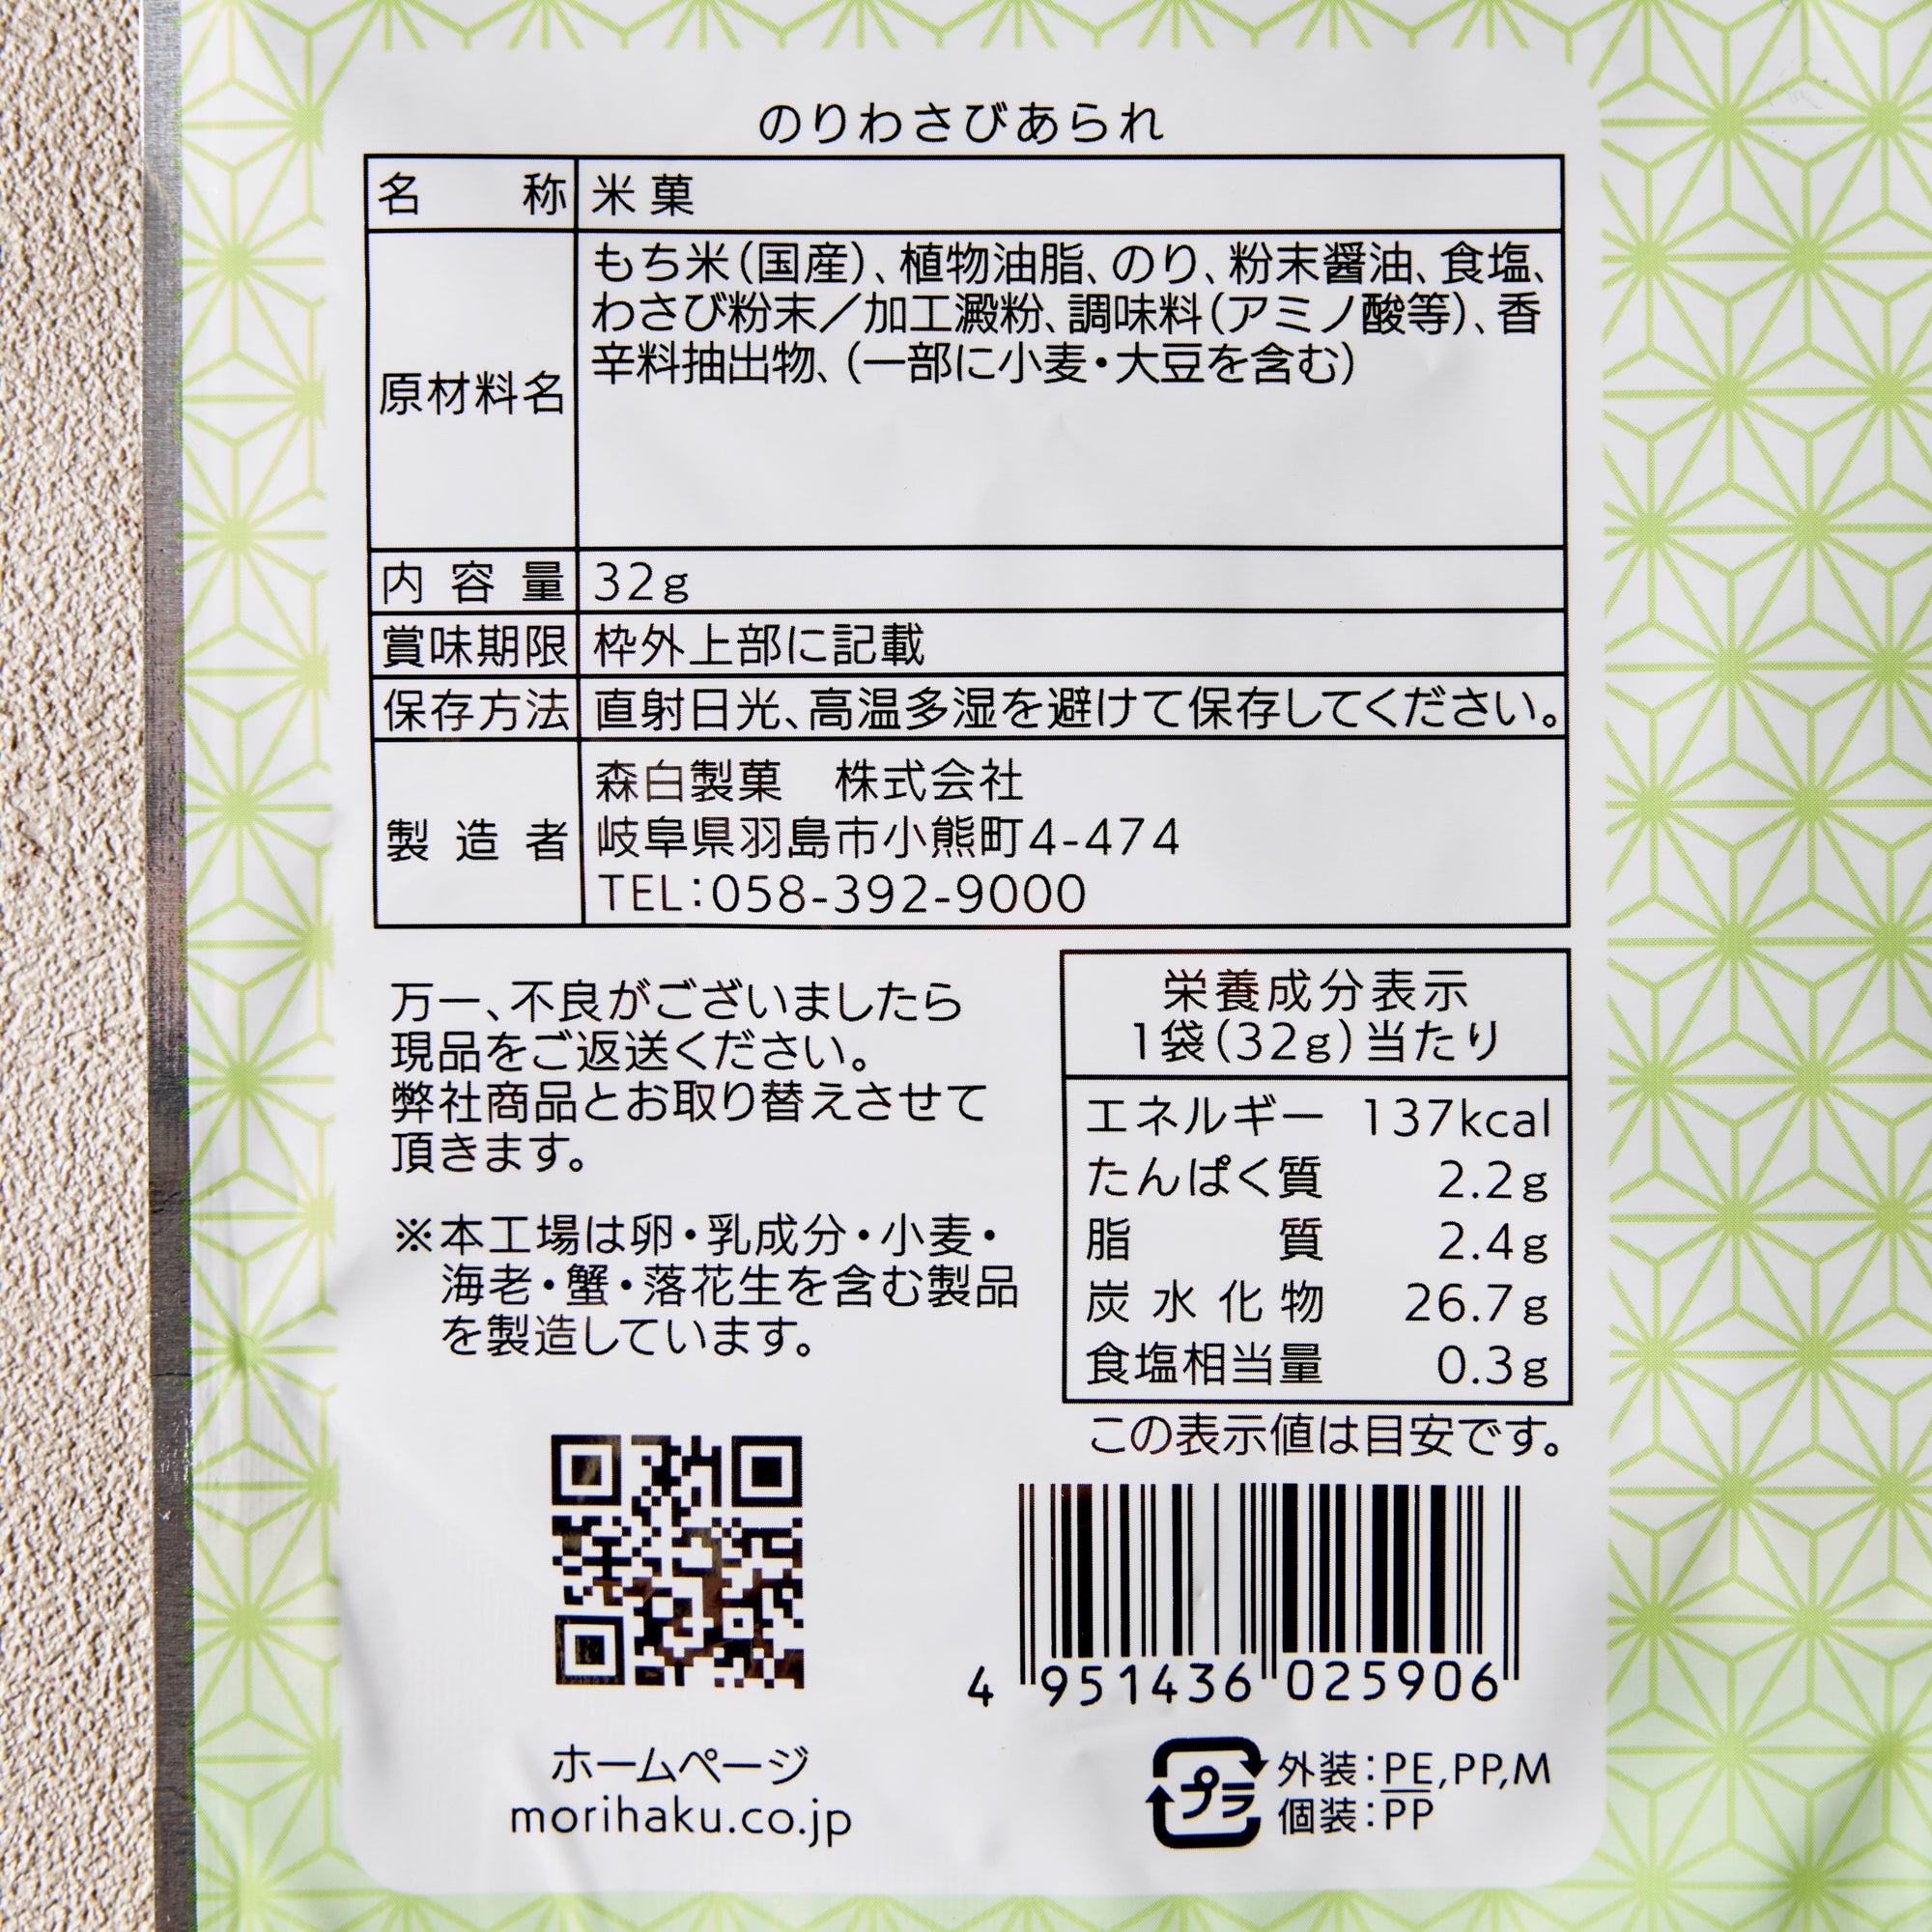 のりわさびあられ
名称 米菓
原材料名 もち米(国産)、植物油脂、のり、粉末醤油、食塩、
わさび粉末／加工澱粉、調味料(アミノ酸等)、香
辛料抽出物、(一部に小麦・大豆を含む)
内容量 32g
賞味期限 枠外上部に記載
保存方法 直射日光、高温多湿を避けて保存してください。
製造者 森白製菓　株式会社
岐阜県羽島市小熊町4-474
TEL:058-392-9000
万一、不良がございましたら
現品をご返送ください。
弊社商品とお取り替えさせて
頂きます。
※本工場は卵・乳成分・小麦・
海老・蟹・落花生を含む製品
を製造しています。
栄養成分表示
1袋(32g)当たり
エネルギー 137kcal
たんぱく質 2.2g
脂質 2.4g
炭水化物 26.7g
食塩相当量 0.3g
この表示値は目安です。
4 951436 025906
ホームページ
morihaku.co.jp
プラ
外装:PE,PP,M
個装:PP